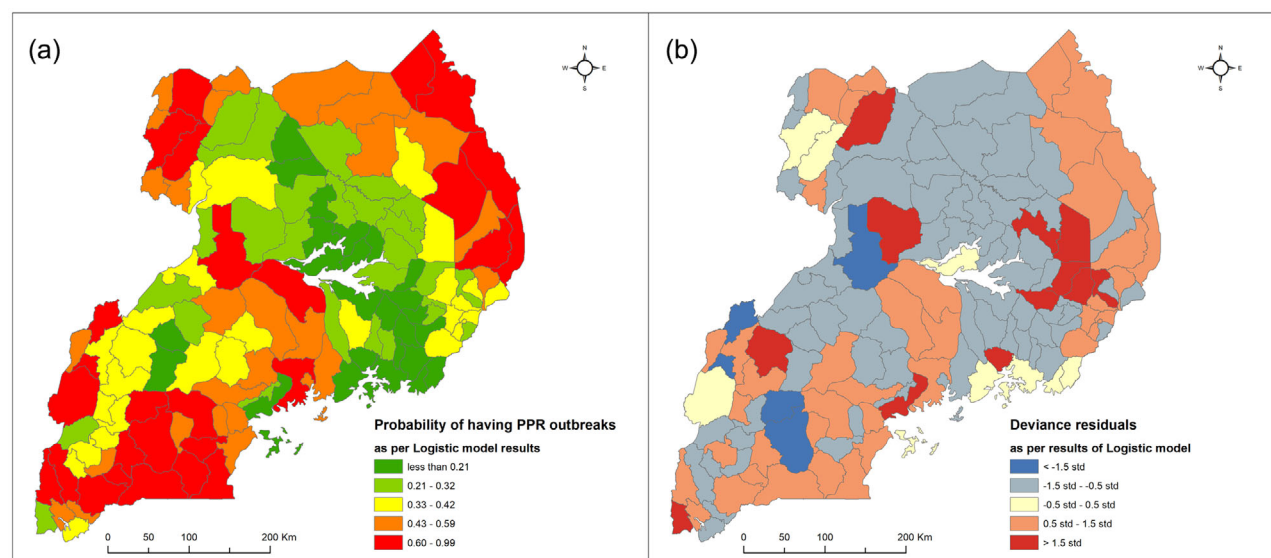 (a)
N
W E
S
Probability of having PPR outbreaks
as per Logistic model results
less than 0.21
0.21 - 0.32
0.33 - 0.42
0.43 - 0.59
0.60 - 0.99
0 50 100 200 Km
(b)
N
W E
S
Deviance residuals
as per results of Logistic model
< -1.5 std
-1.5 std - -0.5 std
-0.5 std - 0.5 std
0.5 std - 1.5 std
> 1.5 std
0 50 100 200 Km